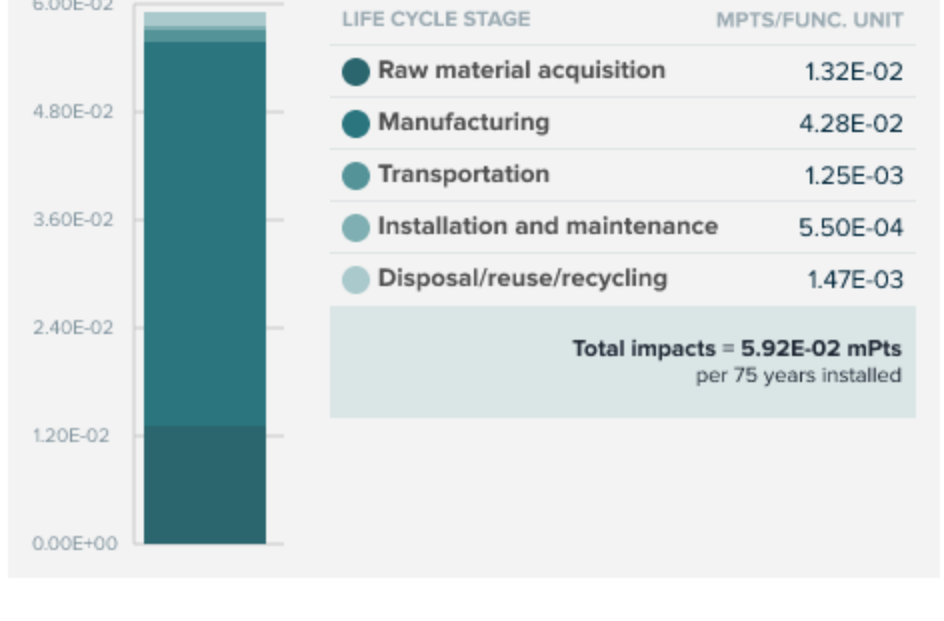 6.00E-02
4.80E-02
3.60E-02
2.40E-02
1.20E-02
0.00E+00
LIFE CYCLE STAGE MPTS/FUNC. UNIT
Raw material acquisition 1.32E-02
Manufacturing 4.28E-02
Transportation 1.25E-03
Installation and maintenance 5.50E-04
Disposal/reuse/recycling 1.47E-03
Total impacts = 5.92E-02 mPts
per 75 years installed